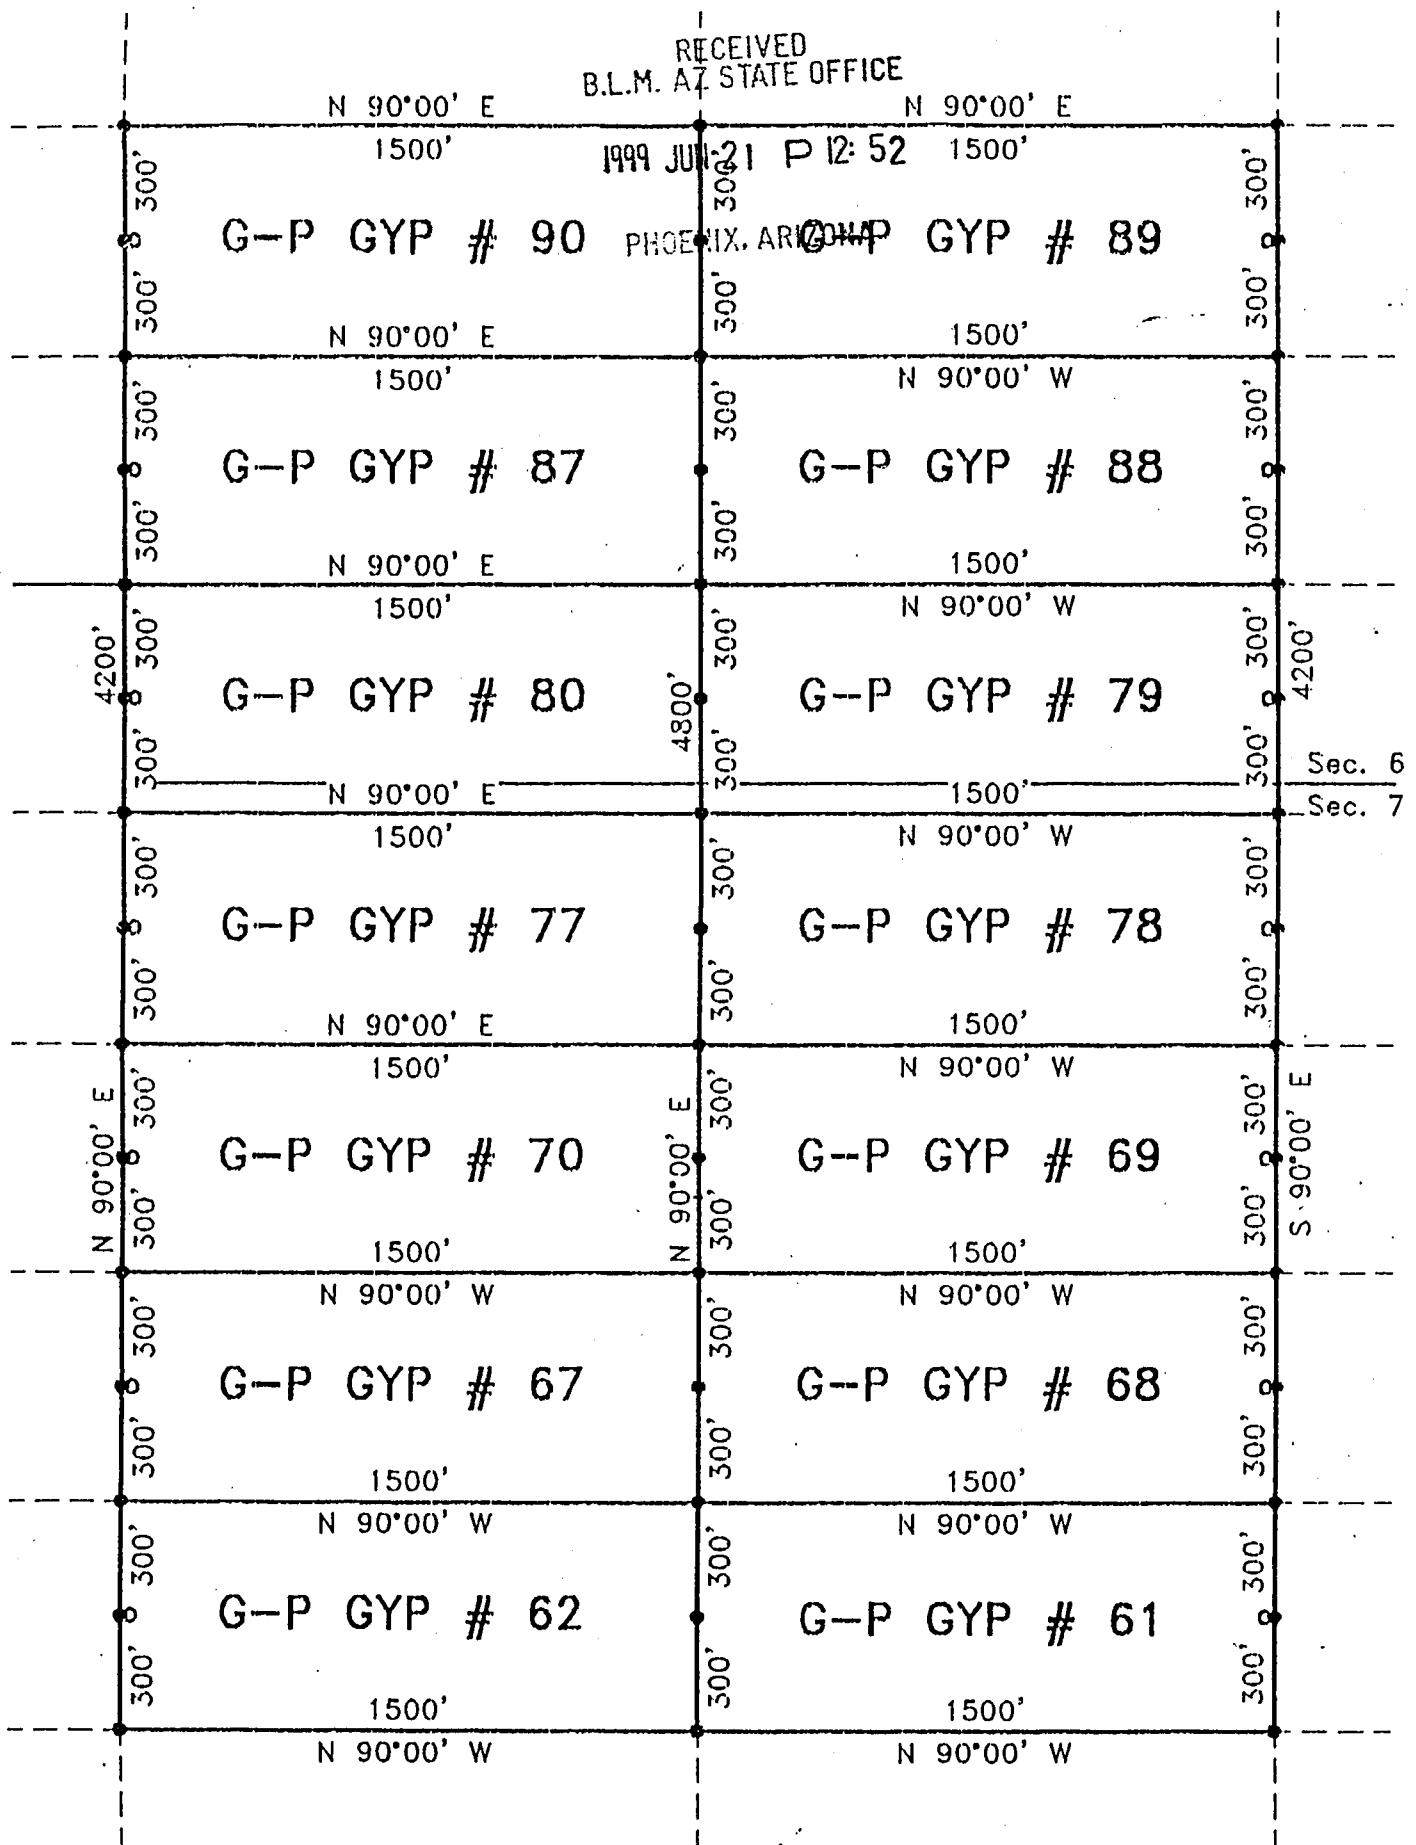 RECEIVED
B.L.M. AZ STATE OFFICE
N 90°00' E N 90°00' E
1500' 1999 JUN 21 P 12: 52 1500'
300' 300' 300'
G-P GYP # 90 PHOENIX, ARIZONA G-P GYP # 89
300' 300' 300'
N 90°00' E 1500'
1500' N 90°00' W
300' 300' 300'
G-P GYP # 87 G-P GYP # 88
300' 300' 300'
N 90°00' E 1500'
1500' N 90°00' W
300' 300' 300'
4200' G-P GYP # 80 4800' G-P GYP # 79 4200'
300' 300' 300'
Sec. 6
N 90°00' E 1500'
Sec. 7
1500' N 90°00' W
300' 300' 300'
G-P GYP # 77 G-P GYP # 78
300' 300' 300'
N 90°00' E 1500'
1500' N 90°00' W
300' 300' 300'
N 90°00' E G-P GYP # 70 N 90°00' E G-P GYP # 69 S 90°00' E
300' 300' 300'
1500' 1500'
N 90°00' W N 90°00' W
300' 300' 300'
G-P GYP # 67 G-P GYP # 68
300' 300' 300'
1500' 1500'
N 90°00' W N 90°00' W
300' 300' 300'
G-P GYP # 62 G-P GYP # 61
300' 300' 300'
1500' 1500'
N 90°00' W N 90°00' W